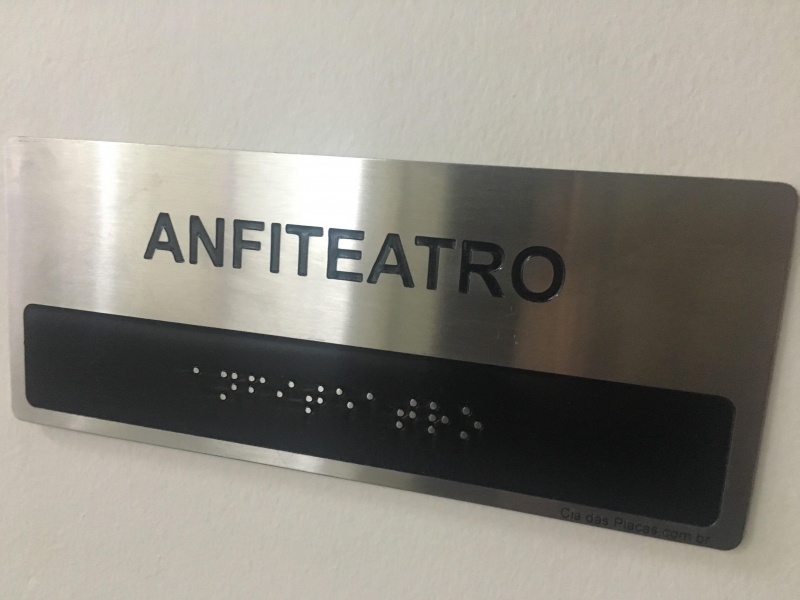 ANFITEATRO
⠁⠝⠋⠊⠞⠑⠁⠞⠗⠕
Cia das Placas.com.br